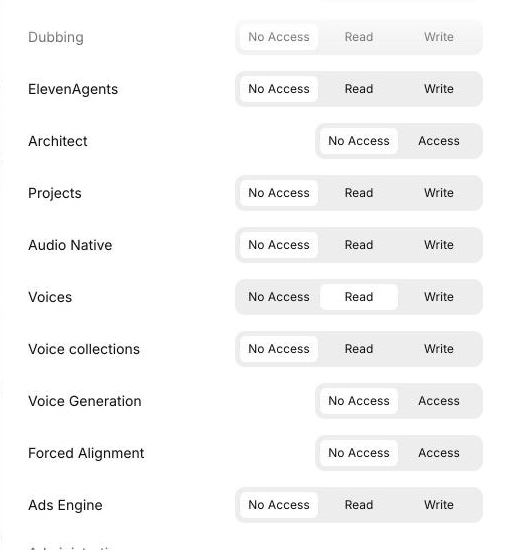 Dubbing No Access Read Write
ElevenAgents No Access Read Write
Architect No Access Access
Projects No Access Read Write
Audio Native No Access Read Write
Voices No Access Read Write
Voice collections No Access Read Write
Voice Generation No Access Access
Forced Alignment No Access Access
Ads Engine No Access Read Write